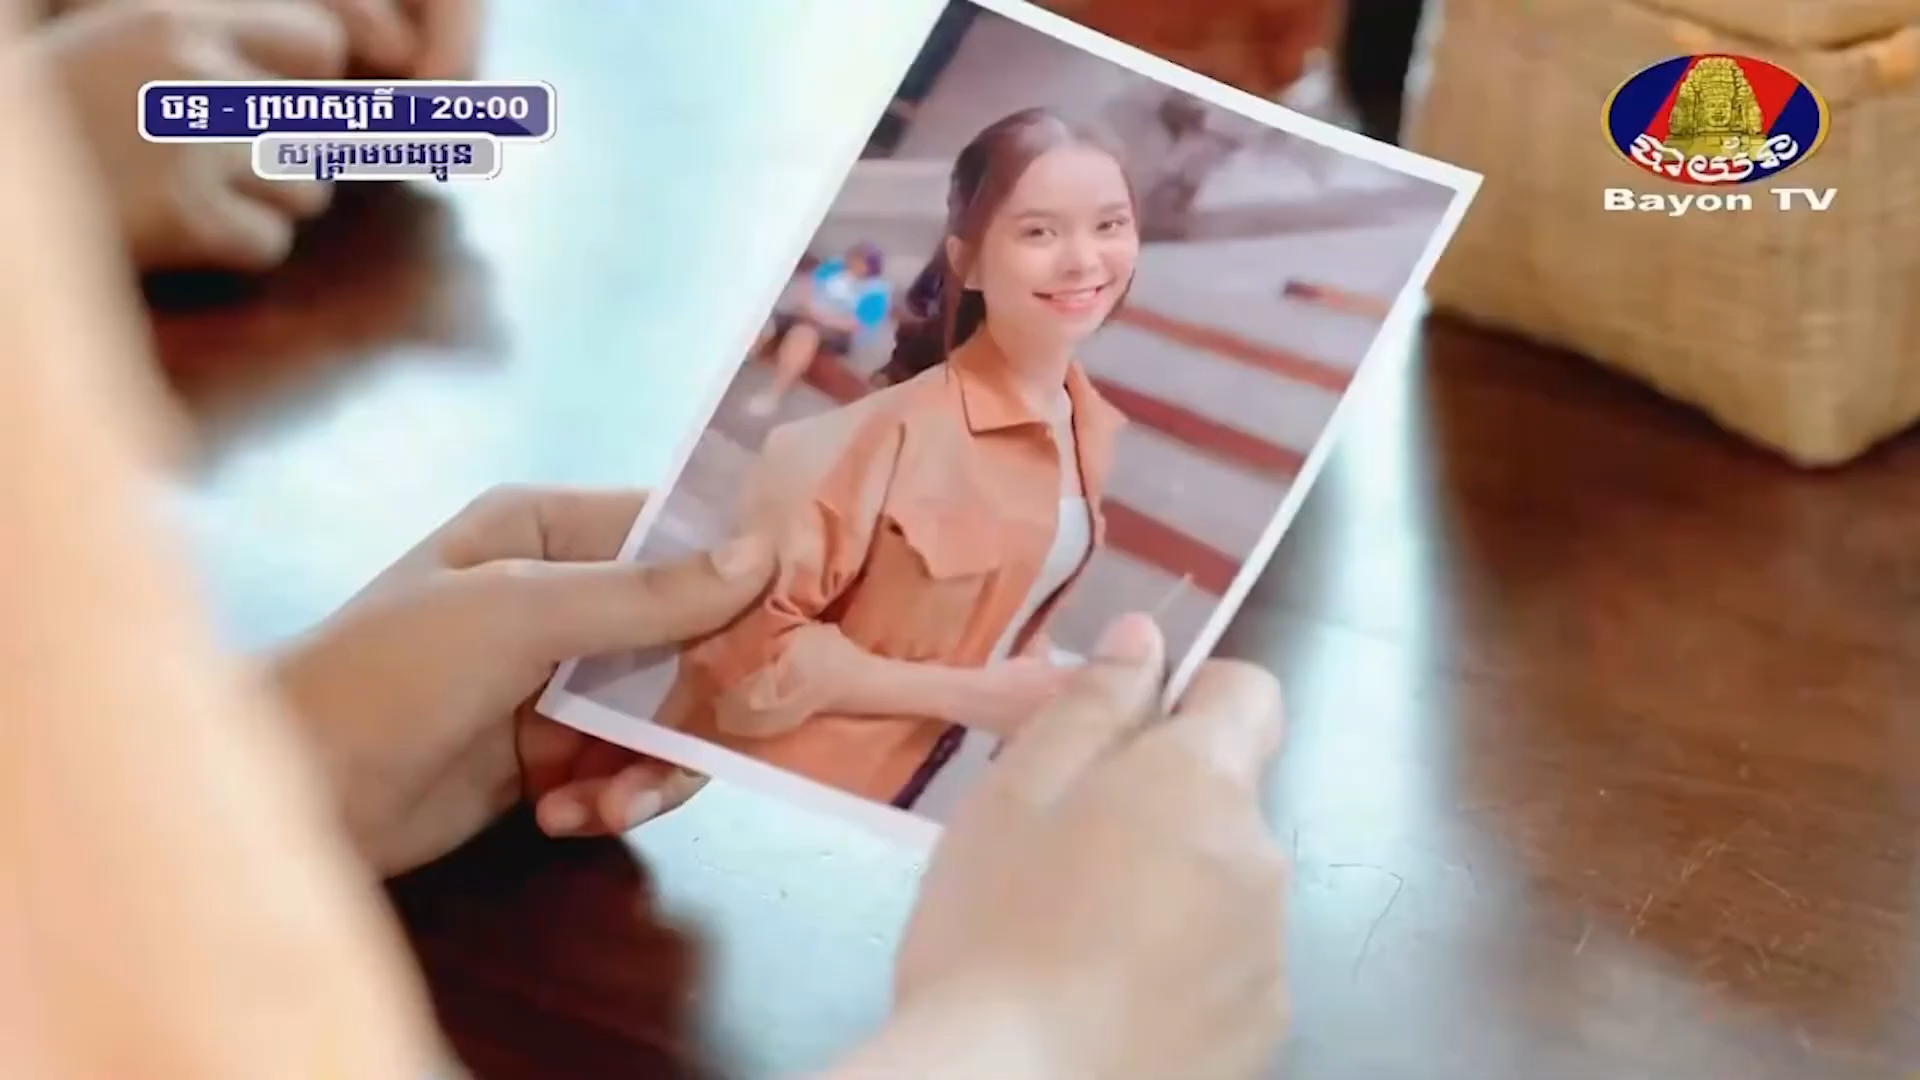 ចន្ទ - ព្រហស្បតិ៍ | 20:00
សង្គ្រាមបងប្អូន
បាយ័ន
Bayon TV